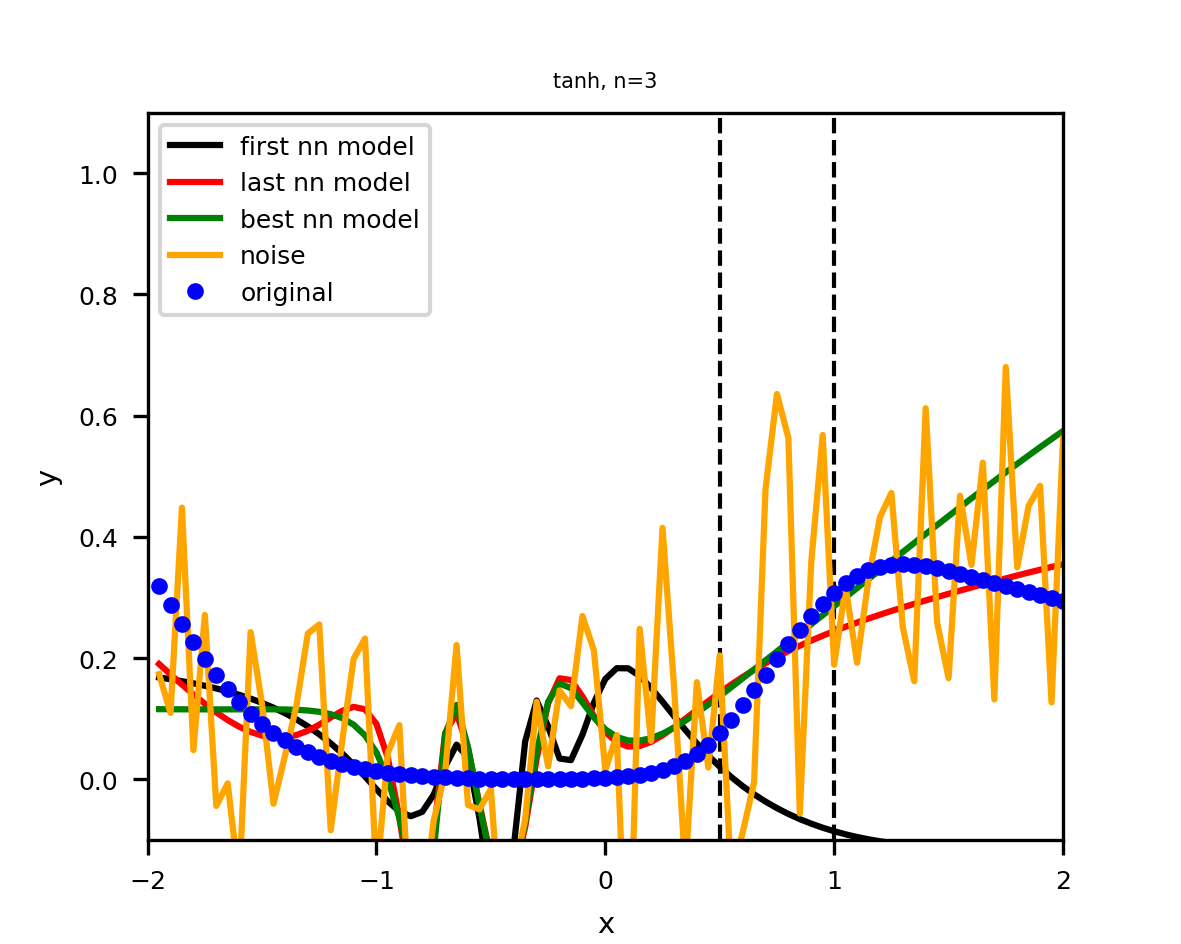 tanh, n=3
first nn model
last nn model
best nn model
noise
original
1.0
0.8
0.6
0.4
0.2
0.0
y
−2 −1 0 1 2
x